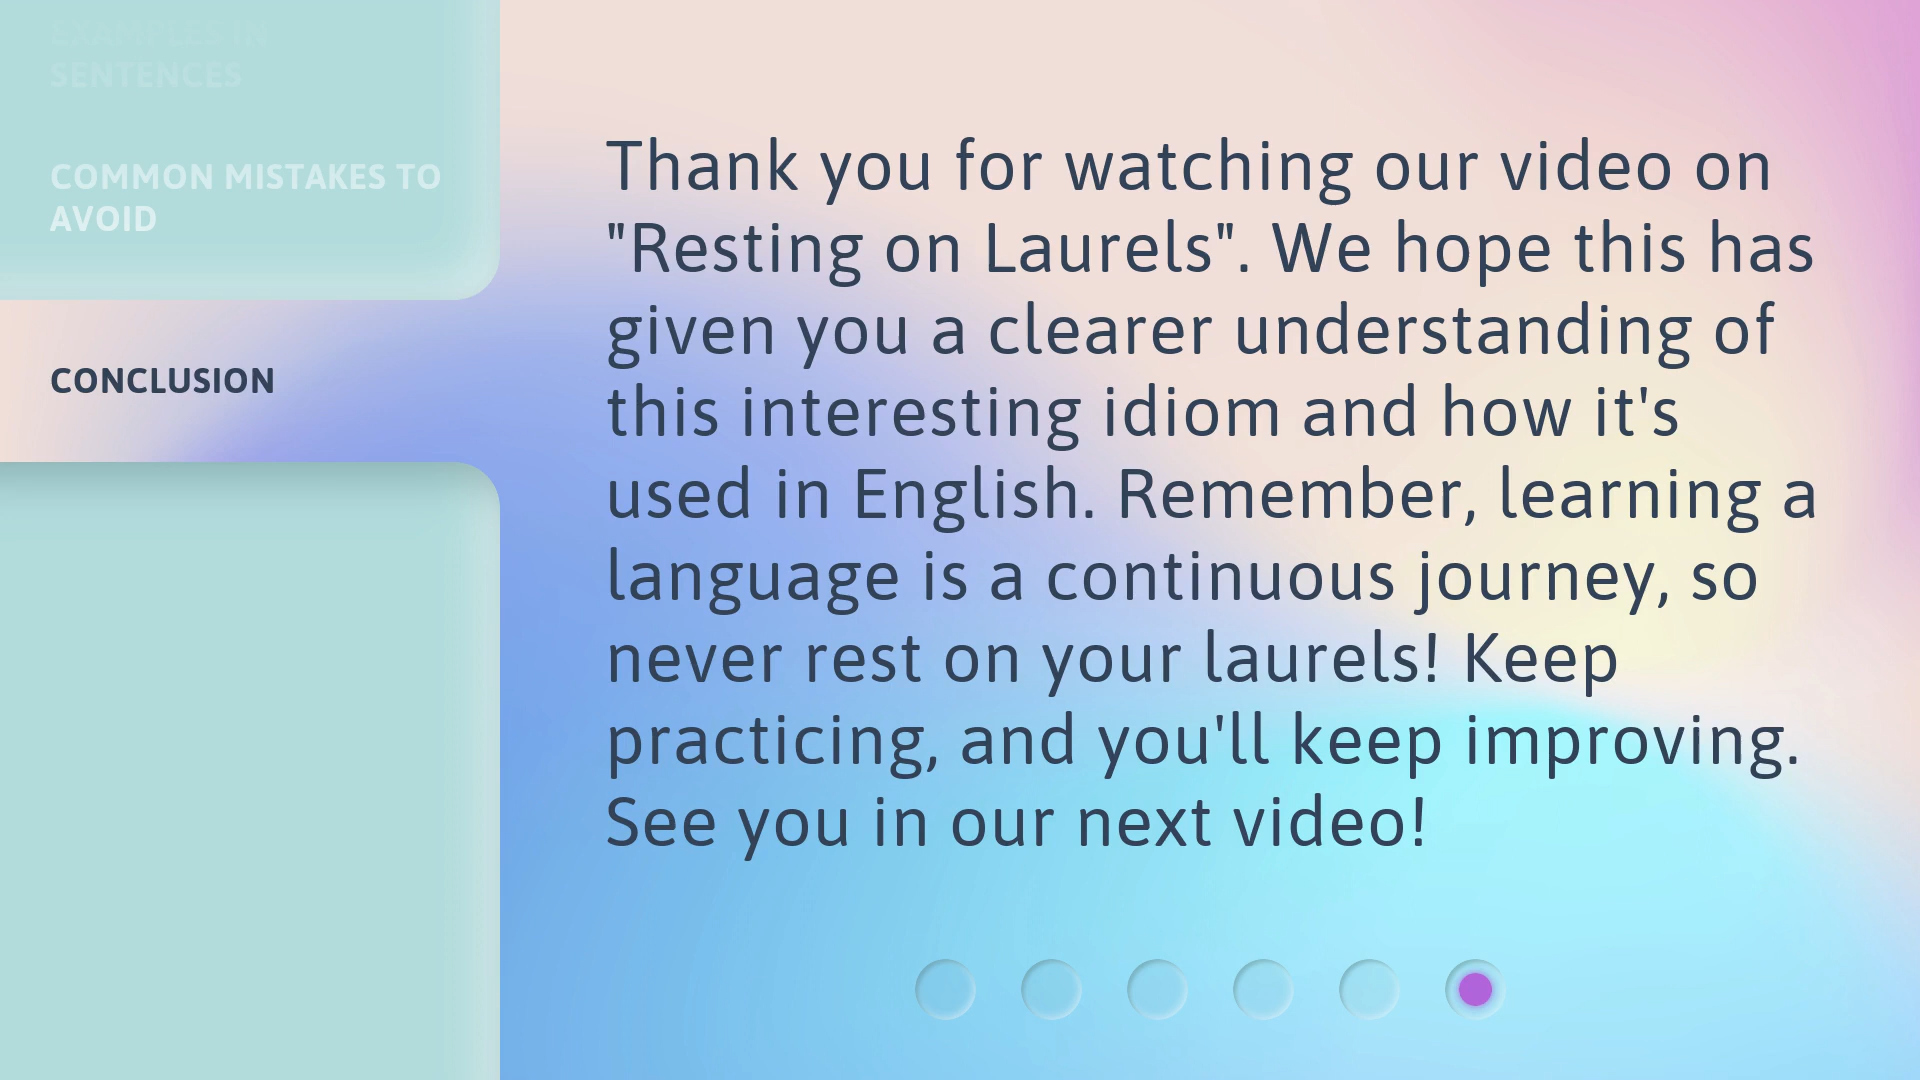 EXAMPLES IN
SENTENCES
COMMON MISTAKES TO
AVOID
CONCLUSION
Thank you for watching our video on
"Resting on Laurels". We hope this has
given you a clearer understanding of
this interesting idiom and how it's
used in English. Remember, learning a
language is a continuous journey, so
never rest on your laurels! Keep
practicing, and you'll keep improving.
See you in our next video!